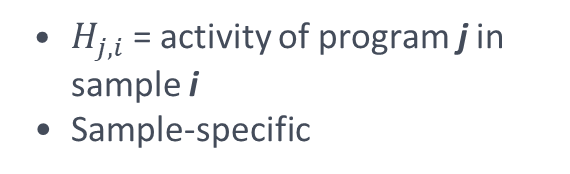 • H_{j,i} = activity of program j in
sample i
• Sample-specific